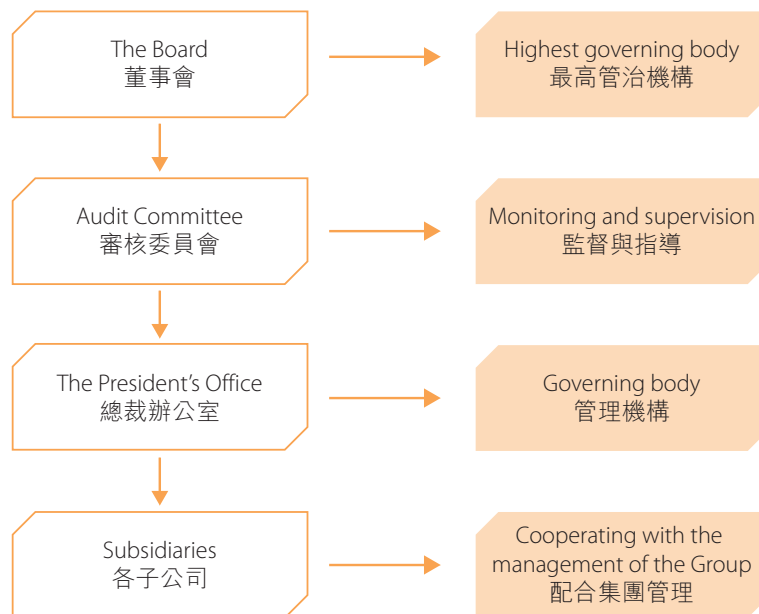 The Board
董事會
Highest governing body
最高管治機構
Audit Committee
審核委員會
Monitoring and supervision
監督與指導
The President’s Office
總裁辦公室
Governing body
管理機構
Subsidiaries
各子公司
Cooperating with the
management of the Group
配合集團管理